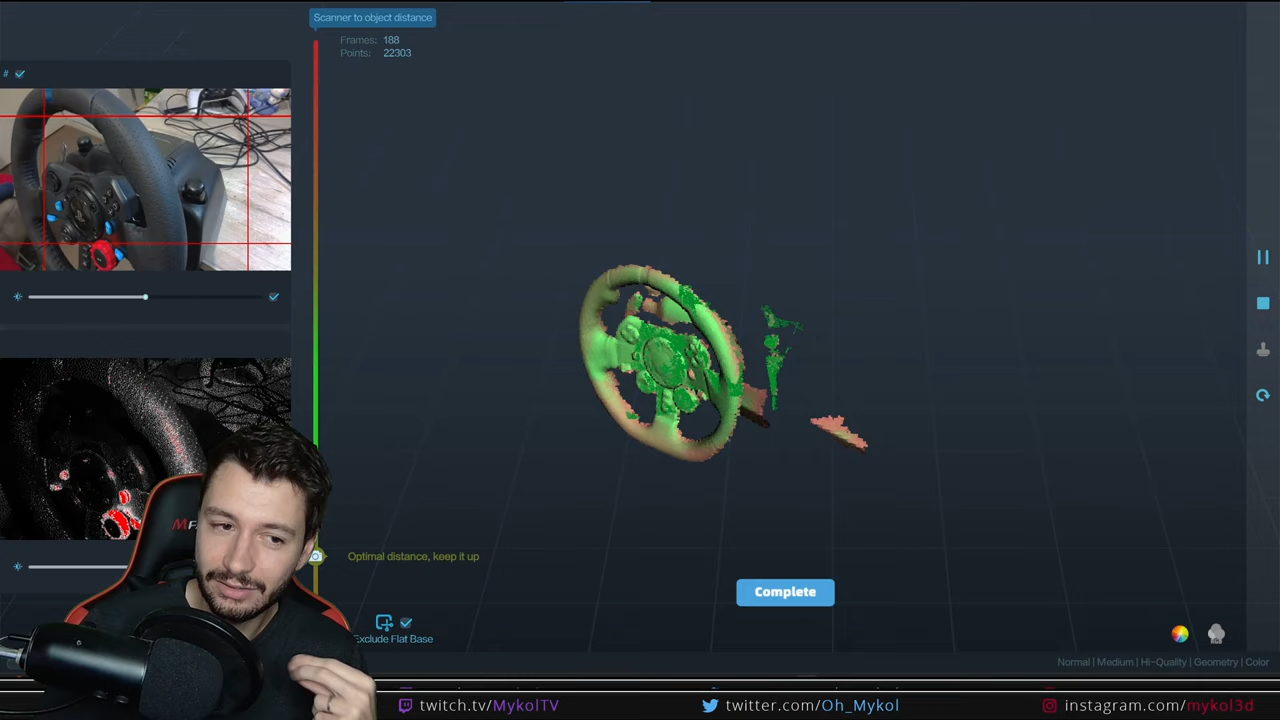 Scanner to object distance
Frames: 188
Points: 22303
#
Optimal distance, keep it up
Complete
Exclude Flat Base
Normal | Medium | Hi-Quality | Geometry | Color
twitch.tv/MykolTV
twitter.com/Oh_Mykol
instagram.com/mykol3d